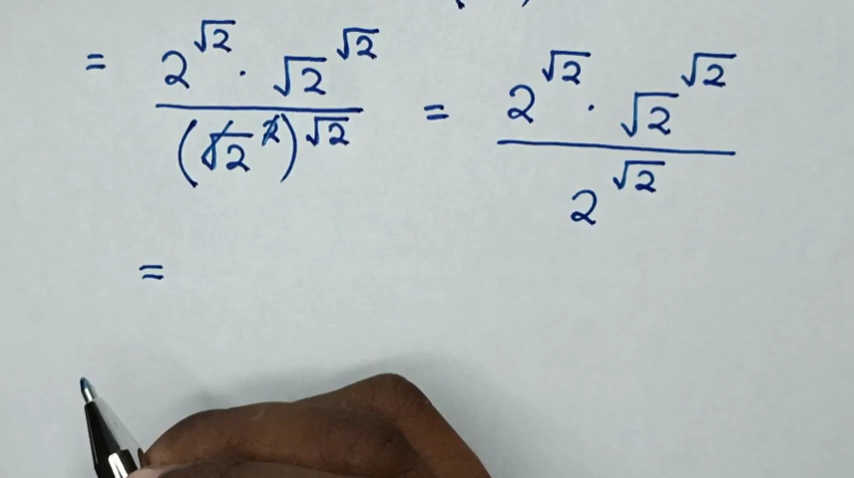 = 2^√2 · √2^√2 / (√2^2)^√2 = 2^√2 · √2^√2 / 2^√2
=